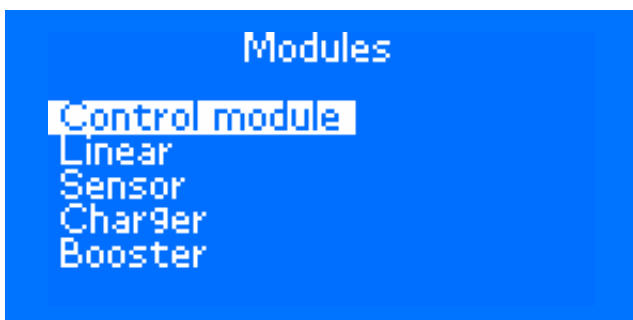 Modules
Control module
Linear
Sensor
Charger
Booster